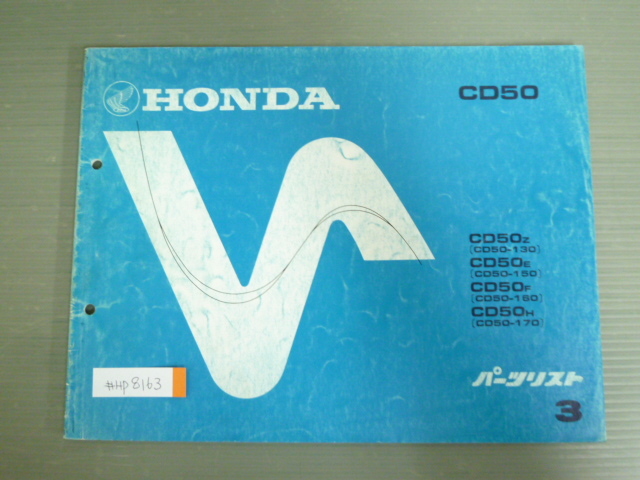 HONDA
CD50
CD50Z
[CD50-130]
CD50E
[CD50-150]
CD50F
[CD50-160]
CD50H
[CD50-170]
パーツリスト
3
#HP8163